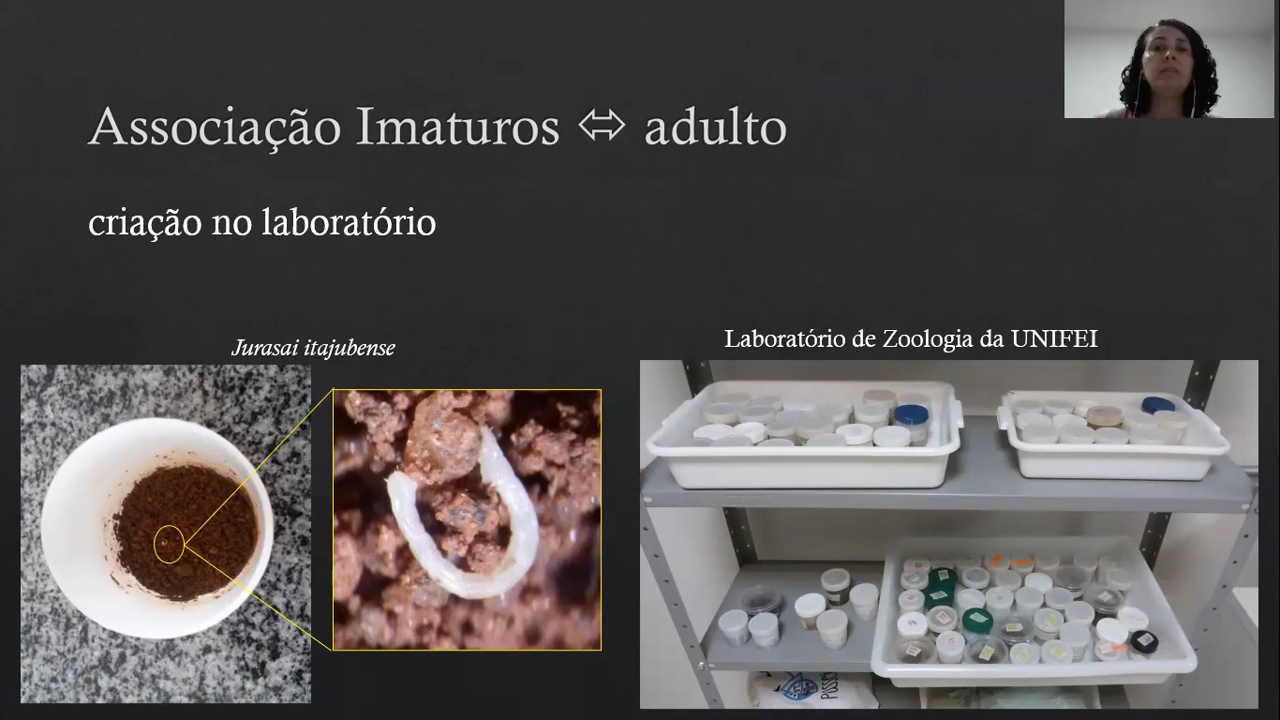 Associação Imaturos ⬄ adulto
criação no laboratório
Jurasai itajubense
Laboratório de Zoologia da UNIFEI